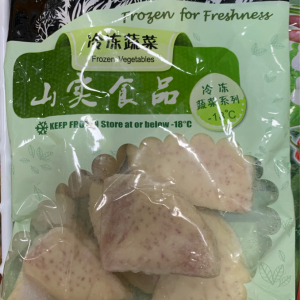 Frozen for Freshness
冷冻蔬菜
Frozen Vegetables
山实食品
冷冻
蔬菜系列
-18°C
KEEP FROZEN Store at or below -18°C